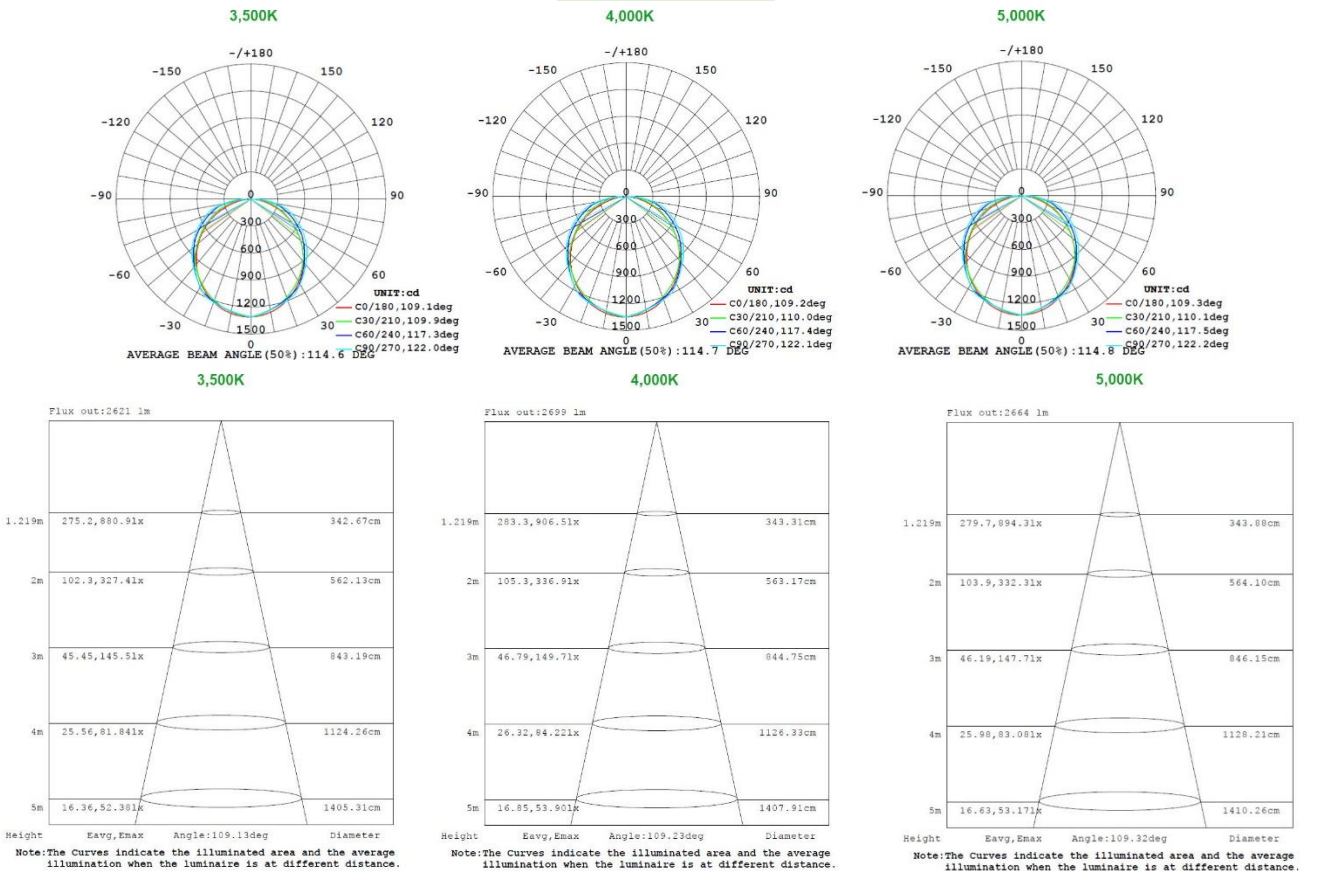 3,500K
4,000K
5,000K
-/+180
-150
150
-120
120
-90
90
0
300
600
900
1200
1500
-60
60
-30
30
0
UNIT:cd
C0/180,109.1deg
C30/210,109.9deg
C60/240,117.3deg
C90/270,122.0deg
AVERAGE BEAM ANGLE(50%):114.6 DEG
-/+180
-150
150
-120
120
-90
90
0
300
600
900
1200
1500
-60
60
-30
30
0
UNIT:cd
C0/180,109.2deg
C30/210,110.0deg
C60/240,117.4deg
C90/270,122.1deg
AVERAGE BEAM ANGLE(50%):114.7 DEG
-/+180
-150
150
-120
120
-90
90
0
300
600
900
1200
1500
-60
60
-30
30
0
UNIT:cd
C0/180,109.3deg
C30/210,110.1deg
C60/240,117.5deg
C90/270,122.2deg
AVERAGE BEAM ANGLE(50%):114.8 DEG
3,500K
4,000K
5,000K
Flux out:2621 lm
1.219m 275.2,880.9lx 342.67cm
2m 102.3,327.4lx 562.13cm
3m 45.45,145.5lx 843.19cm
4m 25.56,81.84lx 1124.26cm
5m 16.36,52.38lx 1405.31cm
Height Eavg,Emax Angle:109.13deg Diameter
Note:The Curves indicate the illuminated area and the average
illumination when the luminaire is at different distance.
Flux out:2699 lm
1.219m 283.3,906.5lx 343.31cm
2m 105.3,336.9lx 563.17cm
3m 46.79,149.7lx 844.75cm
4m 26.32,84.22lx 1126.33cm
5m 16.85,53.90lx 1407.91cm
Height Eavg,Emax Angle:109.23deg Diameter
Note:The Curves indicate the illuminated area and the average
illumination when the luminaire is at different distance.
Flux out:2664 lm
1.219m 279.7,894.3lx 343.88cm
2m 103.9,332.3lx 564.10cm
3m 46.19,147.7lx 846.15cm
4m 25.98,83.08lx 1128.21cm
5m 16.63,53.17lx 1410.26cm
Height Eavg,Emax Angle:109.32deg Diameter
Note:The Curves indicate the illuminated area and the average
illumination when the luminaire is at different distance.